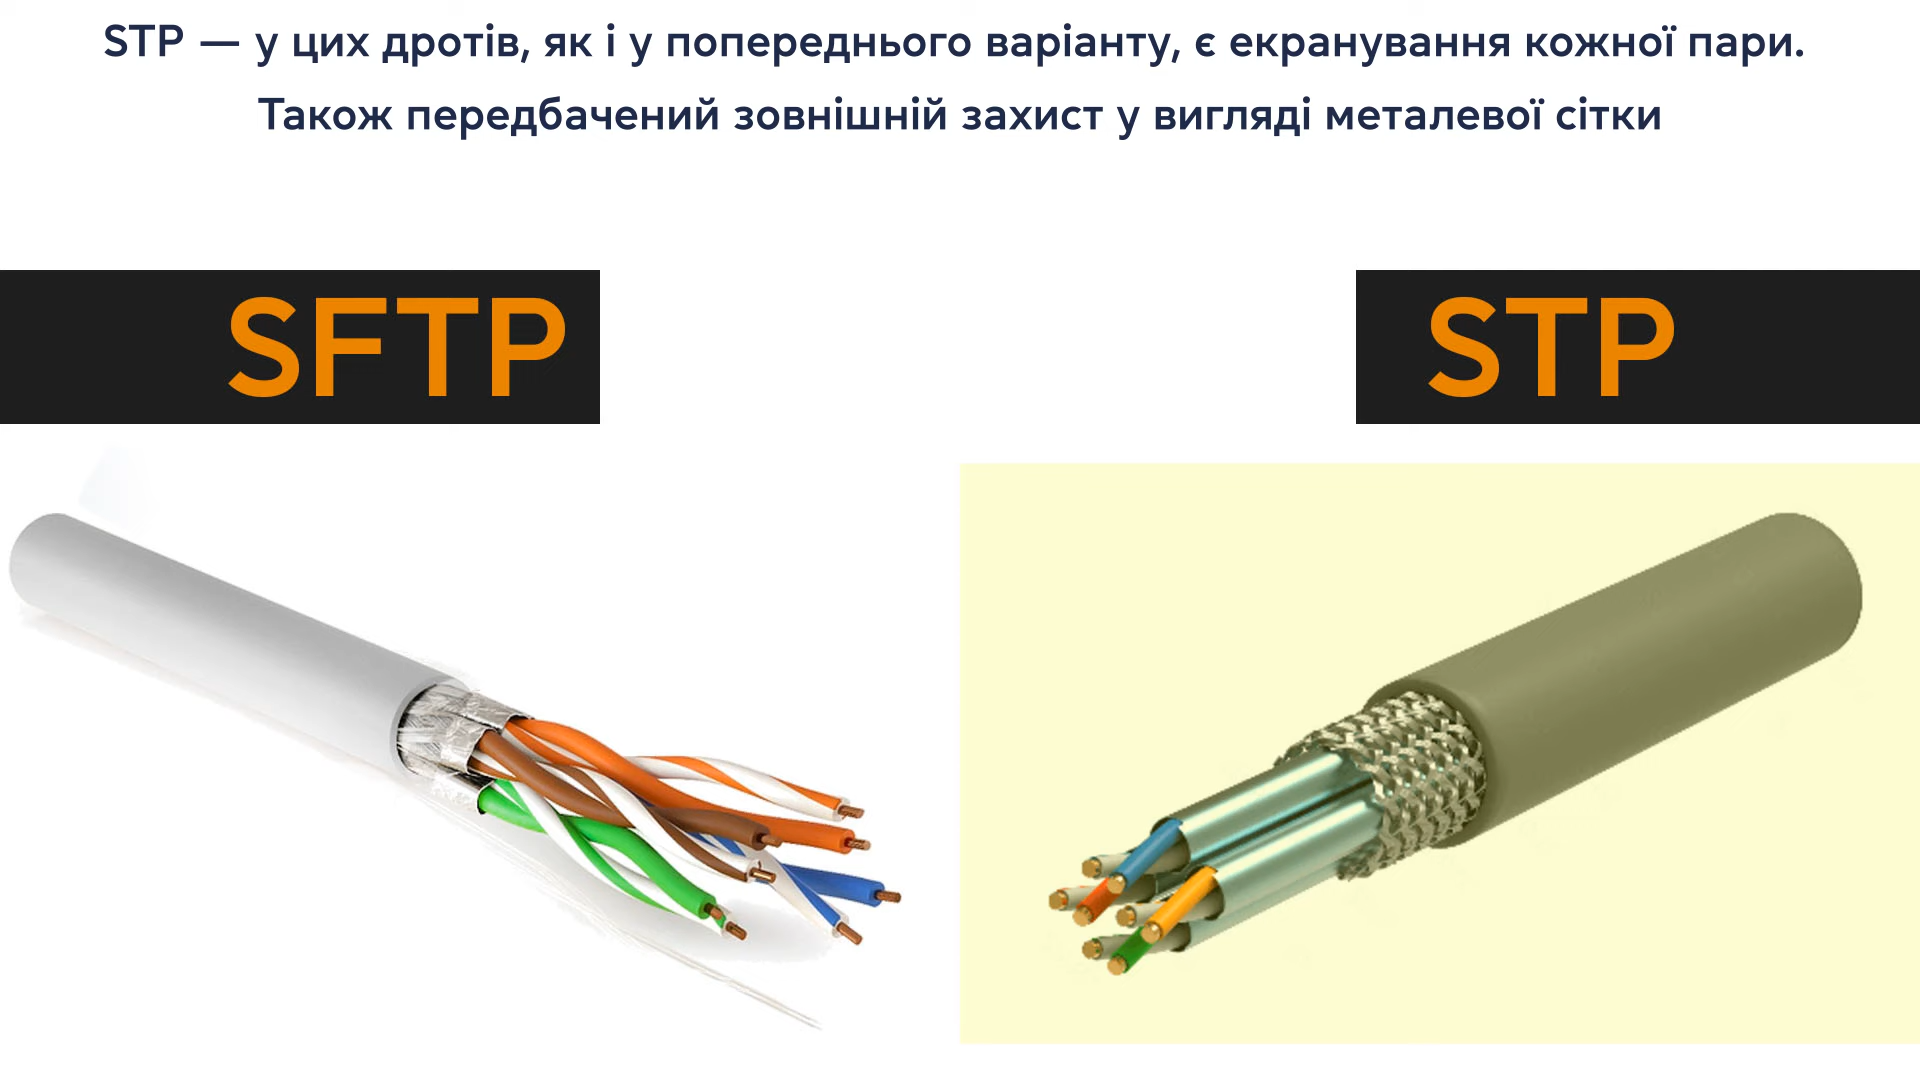 STP — у цих дротів, як і у попереднього варіанту, є екранування кожної пари.
Також передбачений зовнішній захист у вигляді металевої сітки
SFTP
STP